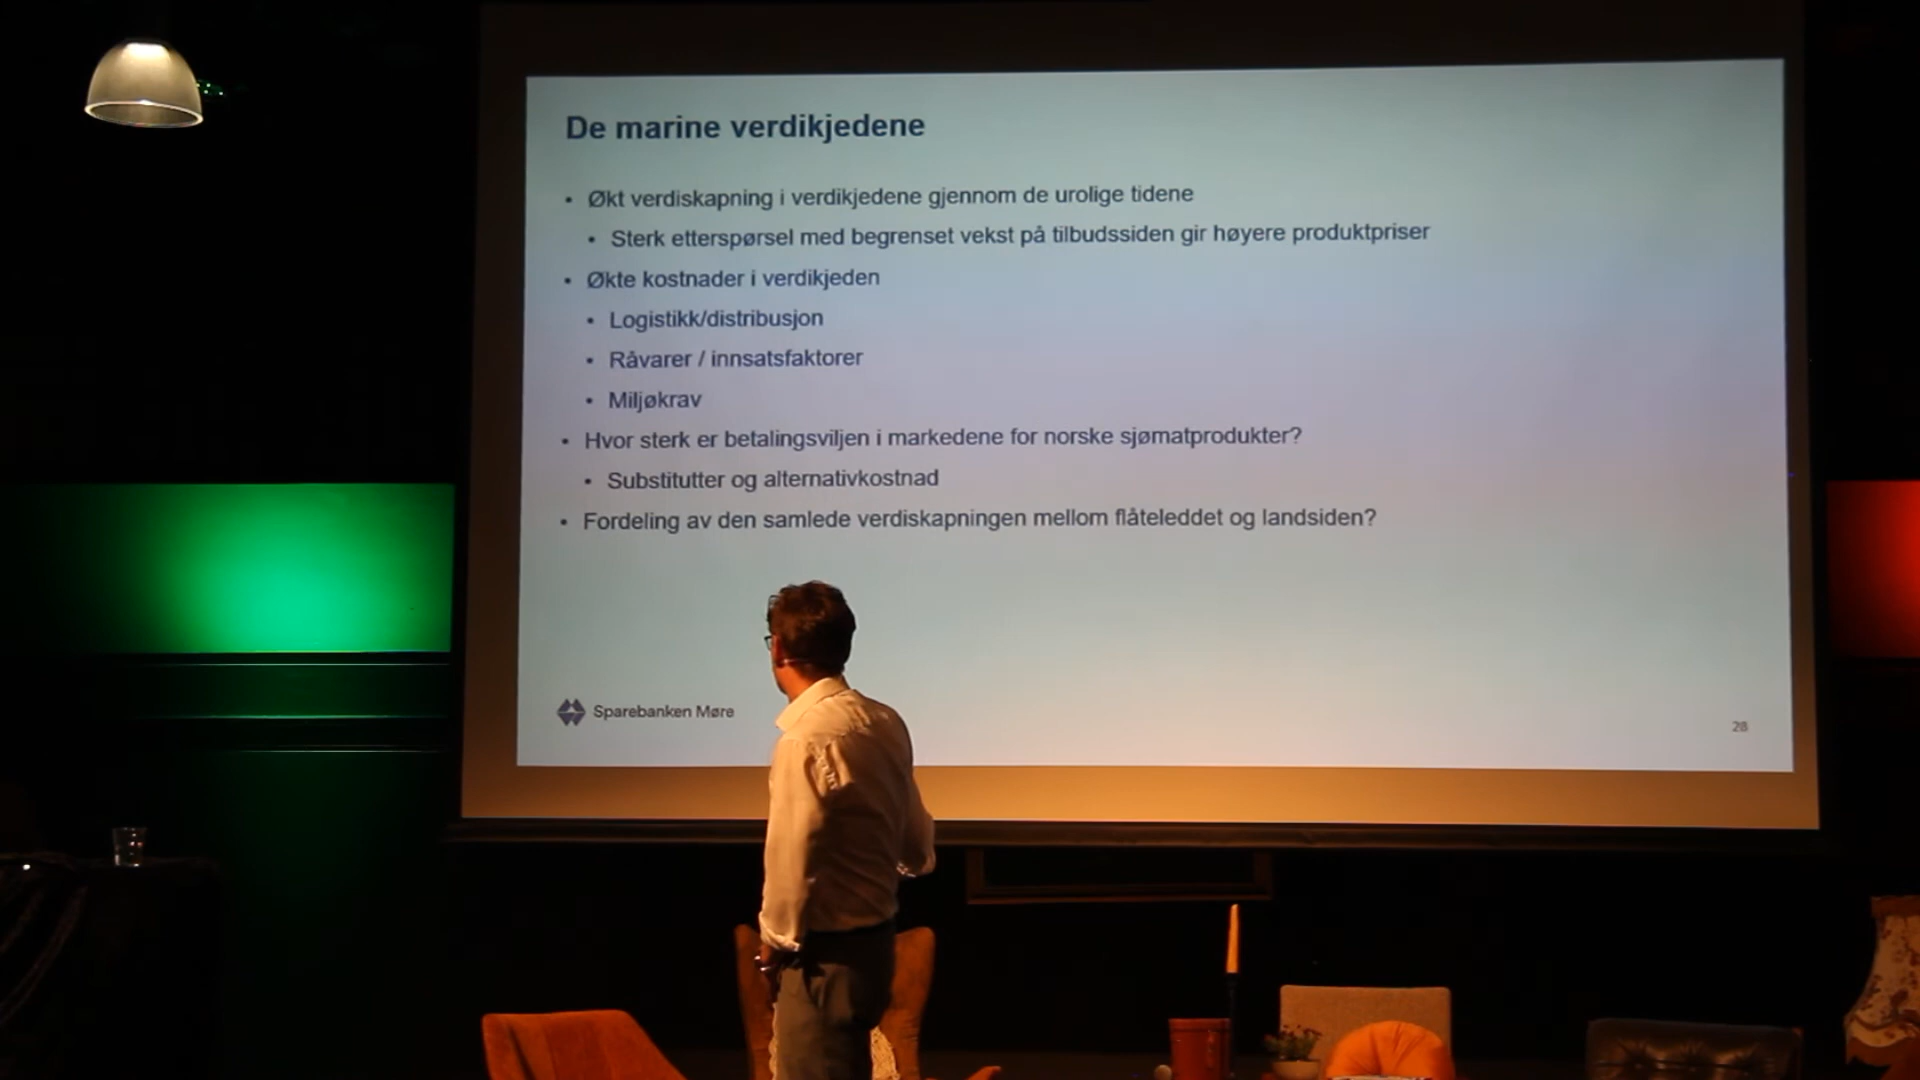 De marine verdikjedene
• Økt verdiskapning i verdikjedene gjennom de urolige tidene
• Sterk etterspørsel med begrenset vekst på tilbudssiden gir høyere produktpriser
• Økte kostnader i verdikjeden
• Logistikk/distribusjon
• Råvarer / innsatsfaktorer
• Miljøkrav
• Hvor sterk er betalingsviljen i markedene for norske sjømatprodukter?
• Substitutter og alternativkostnad
• Fordeling av den samlede verdiskapningen mellom flåteleddet og landsiden?
Sparebanken Møre
28